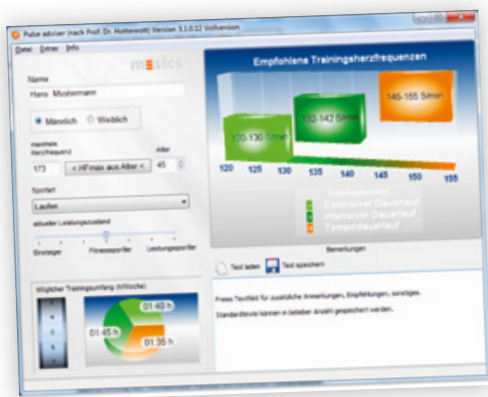 Pulse adviser (nach Prof. Dr. Hottenrott) Version 3.1.0.12 Vollversion
Datei Extras Info
mesics
Name
Hans Mustermann
Männlich Weiblich
maximale Herzfrequenz
Alter
173
< HFmax aus Alter <
45
Sportart
Laufen
aktueller Leistungszustand
Einsteiger Fitnesssportler Leistungssportler
Möglicher Trainingsumfang (h/Woche)
4
5
6
01:40 h
01:45 h
01:35 h
Empfohlene Trainingsherzfrequenzen
145-155 S/min
132-142 S/min
120-130 S/min
120 125 130 135 140 145 150 155
Extensiver Dauerlauf
Intensiver Dauerlauf
Tempodauerlauf
Bemerkungen
Text laden Text speichern
Freies Textfeld für zusätzliche Anmerkungen, Empfehlungen, sonstiges.
Standardtexte können in beliebiger Anzahl gespeichert werden.